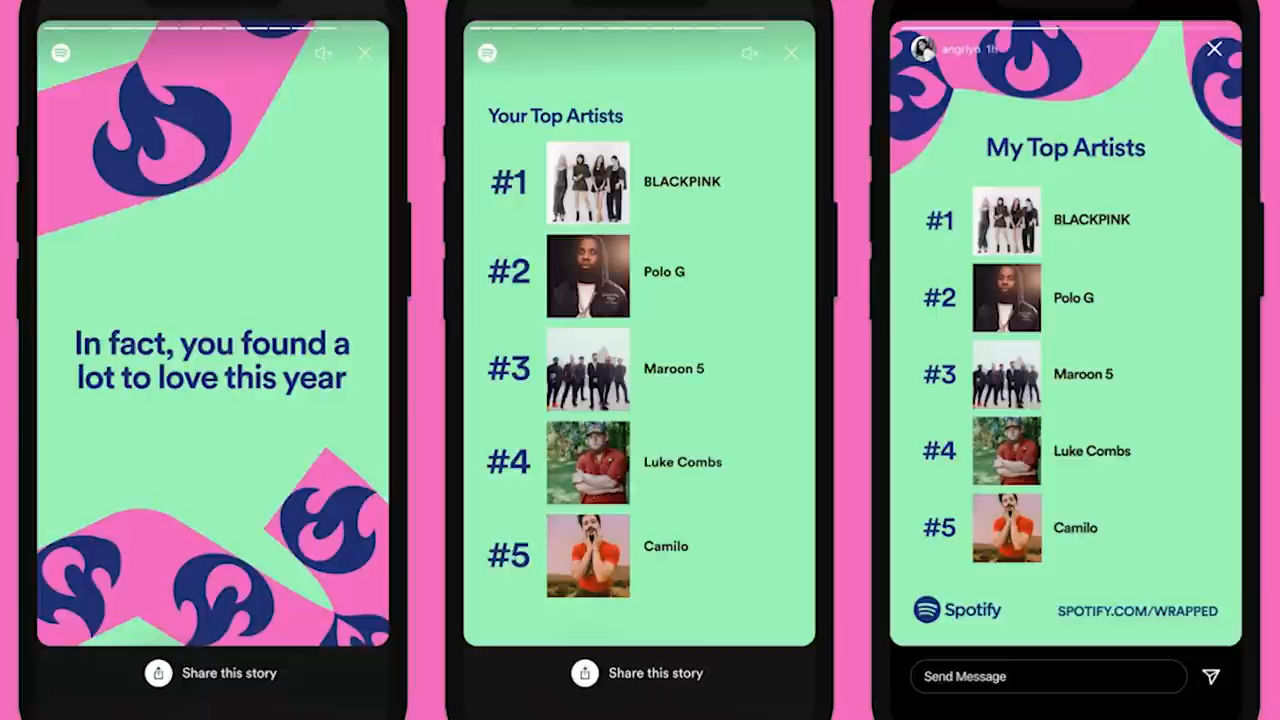 In fact, you found a
lot to love this year
Share this story
Your Top Artists
#1 BLACKPINK
#2 Polo G
#3 Maroon 5
#4 Luke Combs
#5 Camilo
Share this story
angrlyn 1h
My Top Artists
#1 BLACKPINK
#2 Polo G
#3 Maroon 5
#4 Luke Combs
#5 Camilo
Spotify SPOTIFY.COM/WRAPPED
Send Message